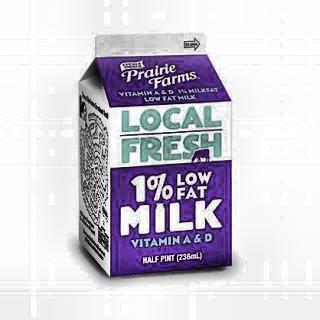 Prairie
Farms
VITAMIN A & D 1% MILKFAT
LOW FAT MILK
LOCAL
FRESH
1% LOW
FAT
MILK
VITAMIN A & D
HALF PINT (236mL)